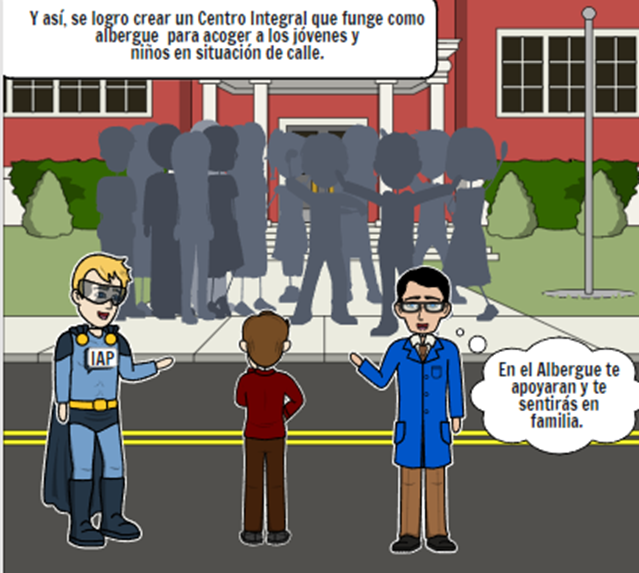 Y así, se logro crear un Centro Integral que funge como
albergue para acoger a los jóvenes y
niños en situación de calle.
IAP
En el Albergue te
apoyaran y te
sentirás en
familia.